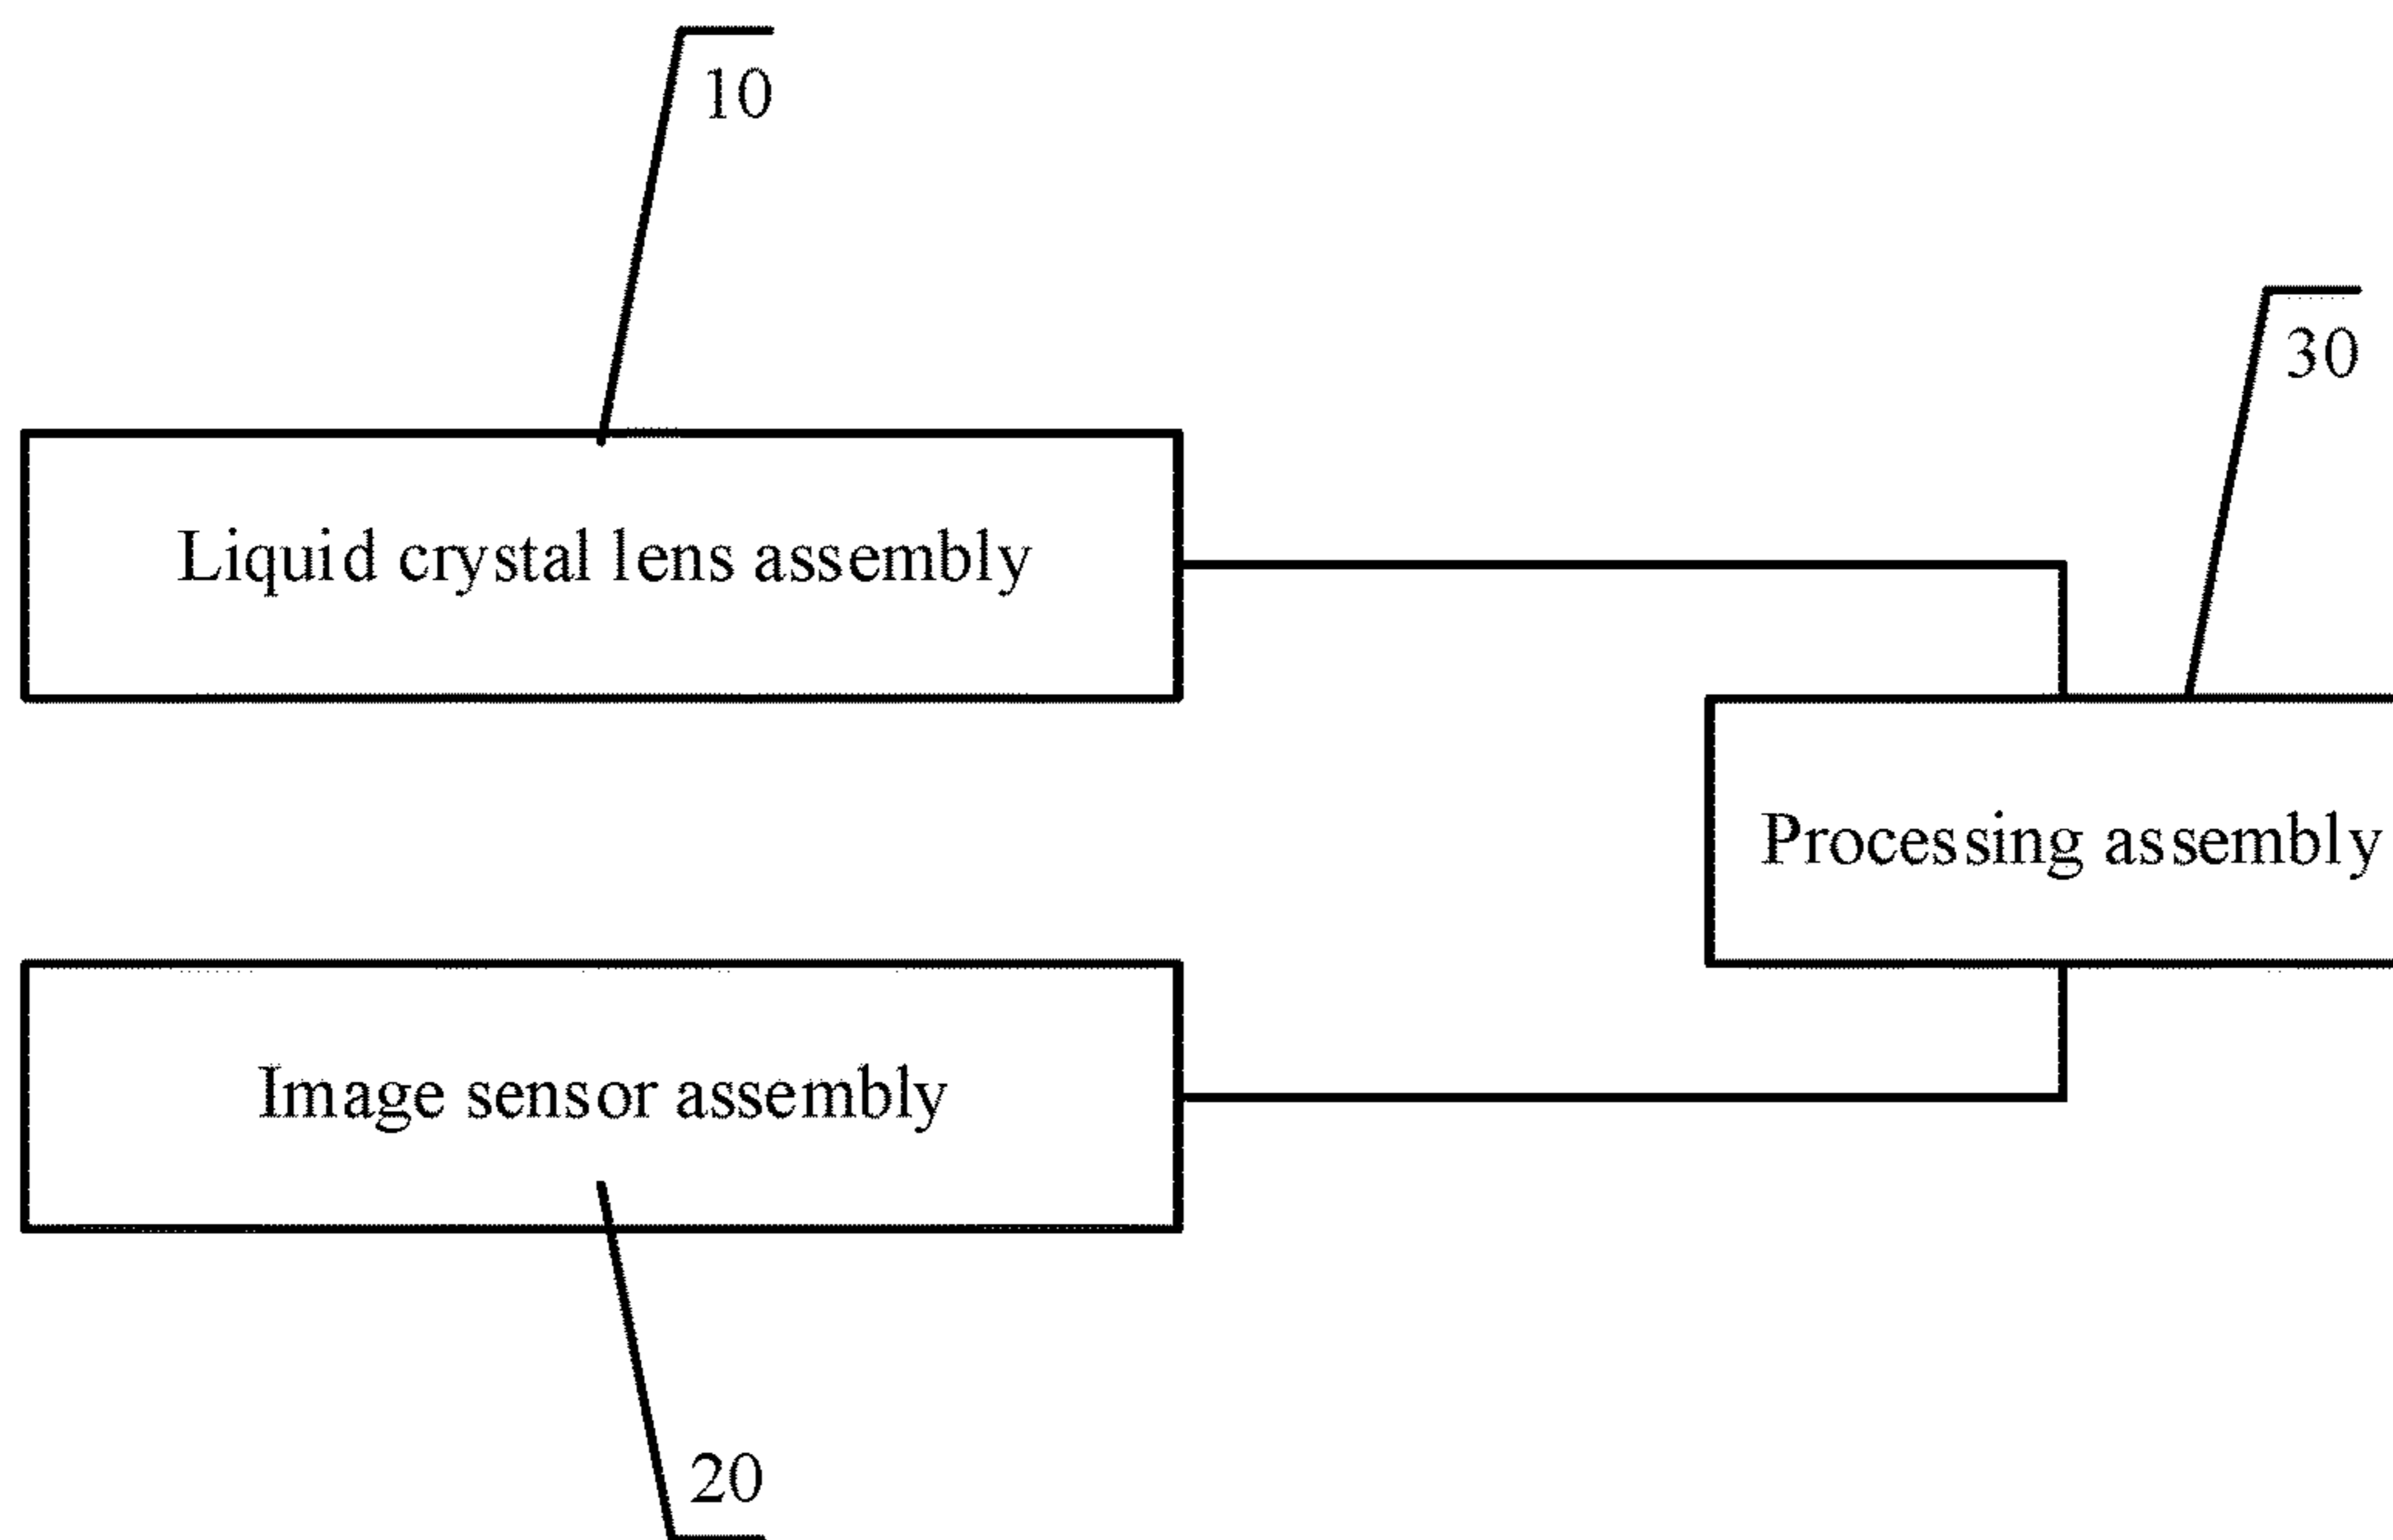 10
30
Liquid crystal lens assembly
Processing assembly
Image sensor assembly
20